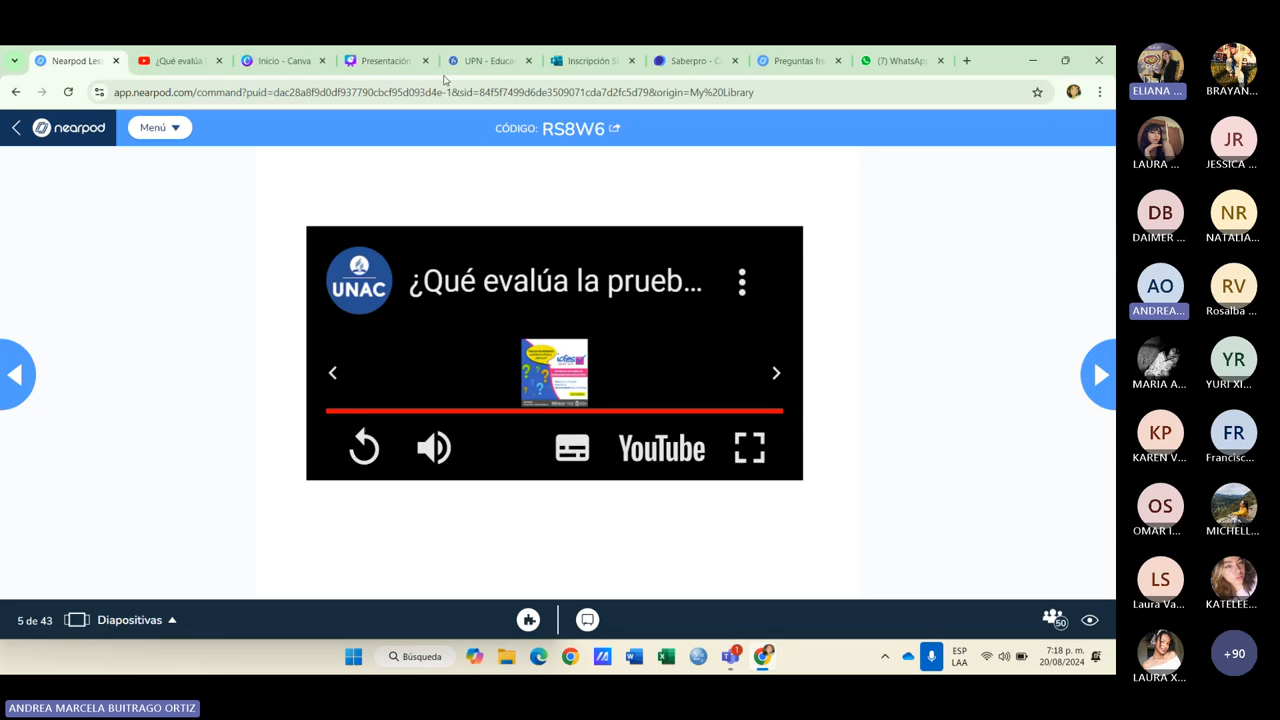 Nearpod Les
¿Qué evalúa l
Inicio - Canva
Presentación
UPN - Educa
Inscripción Si
Saberpro - C
Preguntas fre
(7) WhatsApp
app.nearpod.com/command?puid=dac28a8f9d0df937790cbcf95d093d4e-1&sid=84f5f7499d6de3509071cda7d2fc5d79&origin=My%20Library
nearpod
Menú
CÓDIGO: RS8W6
UNAC
¿Qué evalúa la prueb...
icfes
YouTube
5 de 43
Diapositivas
50
Búsqueda
1
ESP
LAA
7:18 p. m.
20/08/2024
ELIANA ...
BRAYAN...
LAURA ...
JR
JESSICA ...
DB
DAIMER ...
NR
NATALIA...
AO
ANDREA...
RV
Rosalba ...
MARIA A...
YR
YURI XI...
KP
KAREN V...
FR
Francisc...
OS
OMAR I...
MICHELL...
LS
Laura Va...
KATELEE...
LAURA X...
+90
ANDREA MARCELA BUITRAGO ORTIZ